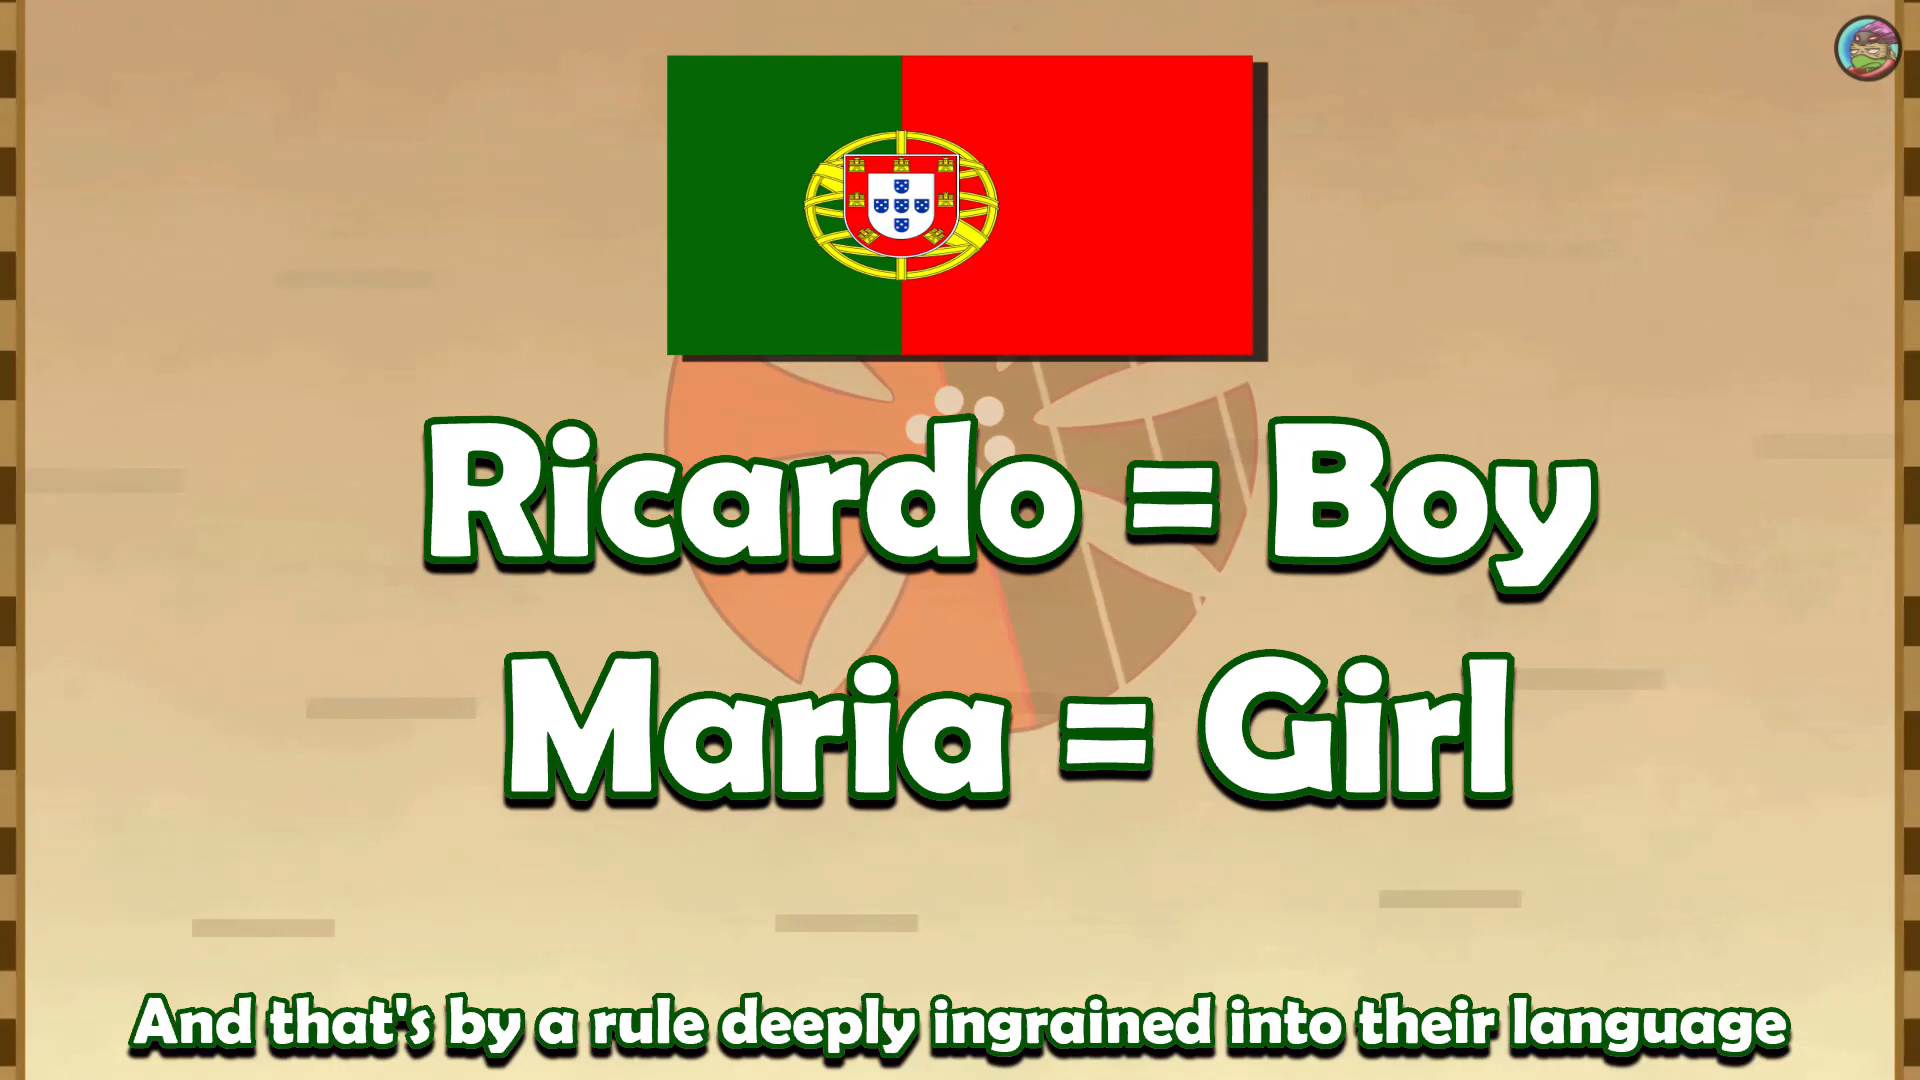 Ricardo = Boy
Maria = Girl
And that's by a rule deeply ingrained into their language